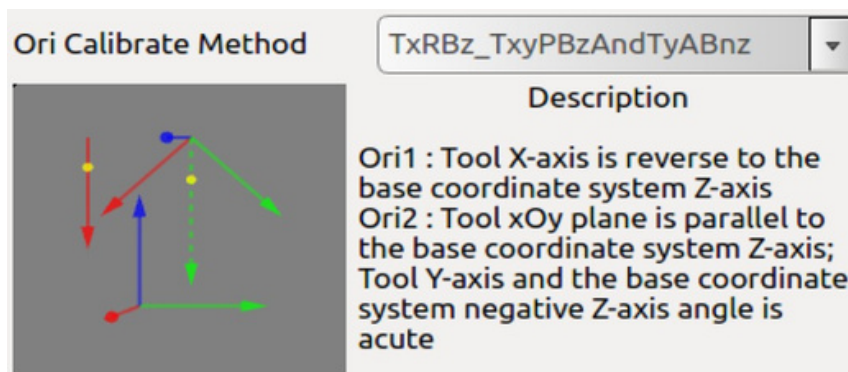 Ori Calibrate Method
TxRBz_TxyPBzAndTyABnz
Description
Ori1 : Tool X-axis is reverse to the
base coordinate system Z-axis
Ori2 : Tool xOy plane is parallel to
the base coordinate system Z-axis;
Tool Y-axis and the base coordinate
system negative Z-axis angle is
acute